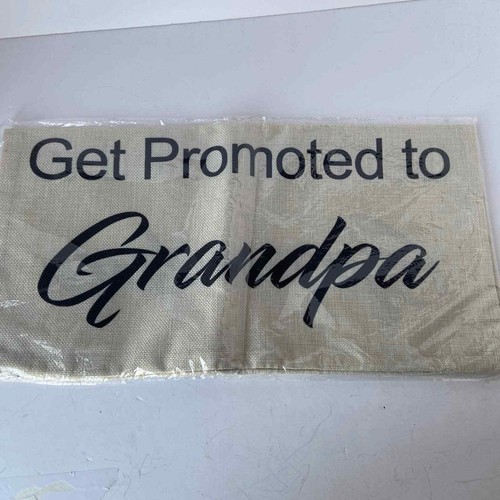 Get Promoted to
Grandpa